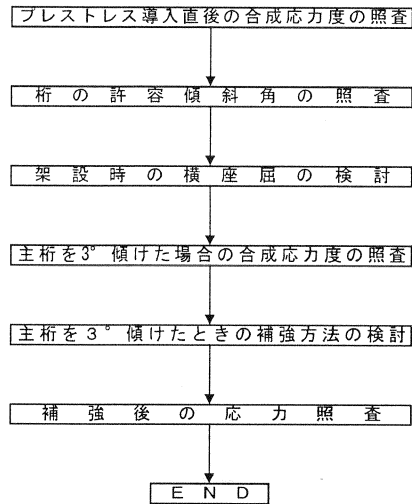 プレストレス導入直後の合成応力度の照査
桁の許容傾斜角の照査
架設時の横座屈の検討
主桁を3°傾けた場合の合成応力度の照査
主桁を3°傾けたときの補強方法の検討
補強後の応力照査
END